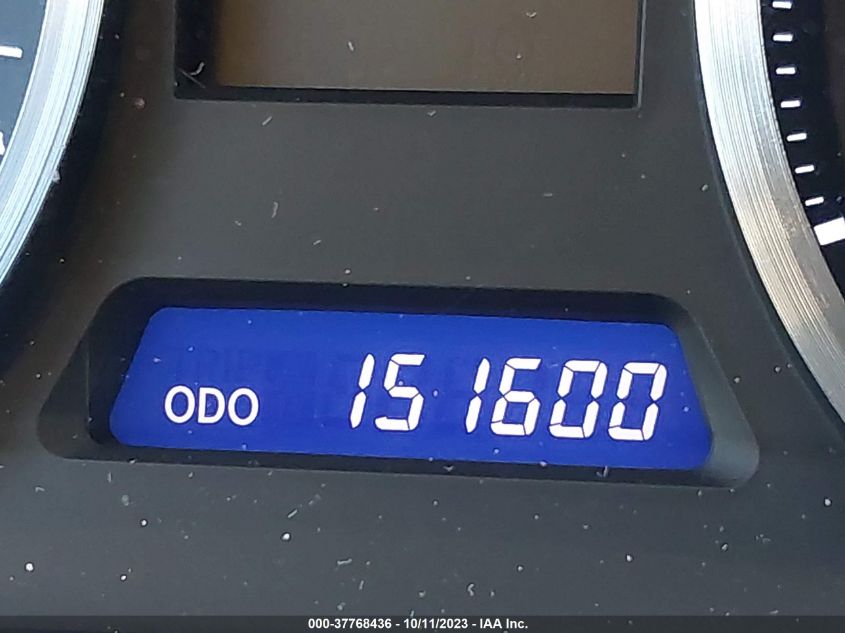 ODO 151600
000-37768436 - 10/11/2023 - IAA Inc.